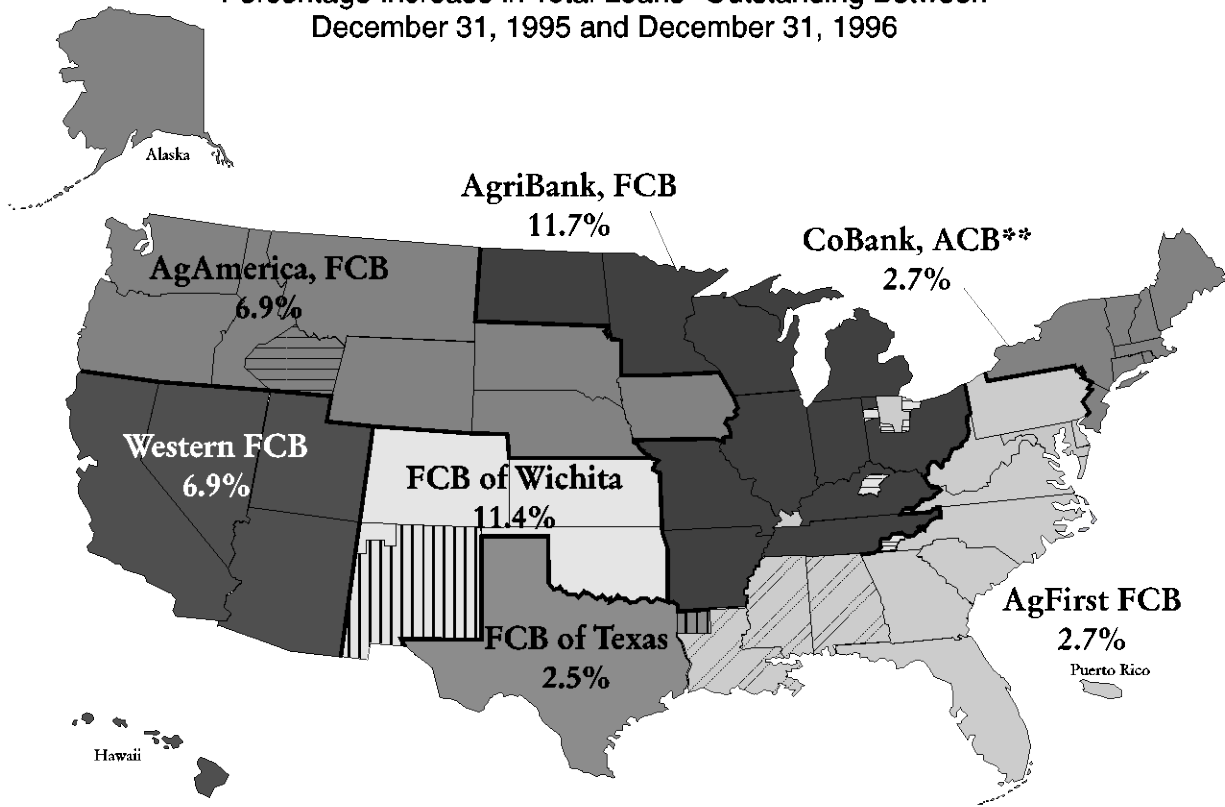 Percentage Increase in Total Loans* Outstanding Between
December 31, 1995 and December 31, 1996
Alaska
AgriBank, FCB
11.7%
CoBank, ACB**
2.7%
AgAmerica, FCB
6.9%
Western FCB
6.9%
FCB of Wichita
11.4%
AgFirst FCB
2.7%
FCB of Texas
2.5%
Puerto Rico
Hawaii